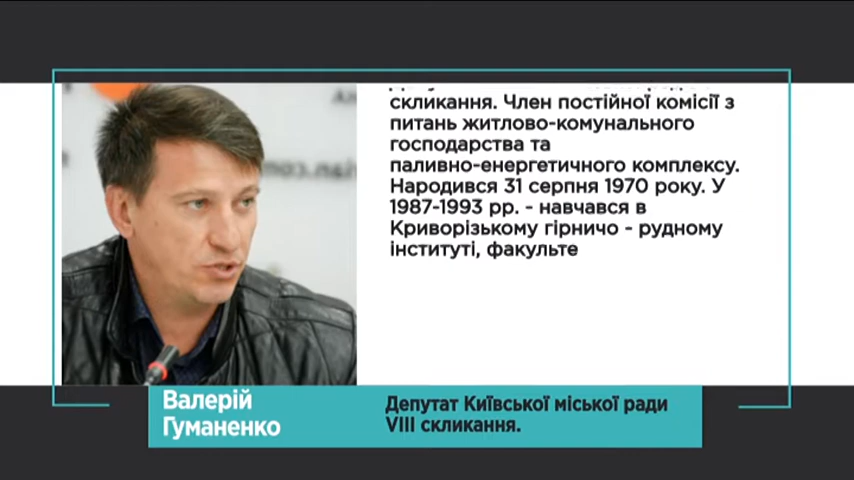 скликання. Член постійної комісії з
питань житлово-комунального
господарства та
паливно-енергетичного комплексу.
Народився 31 серпня 1970 року. У
1987-1993 рр. - навчався в
Криворізькому гірничо - рудному
інституті, факульте
Валерій
Гуманенко
Депутат Київської міської ради
VIII скликання.